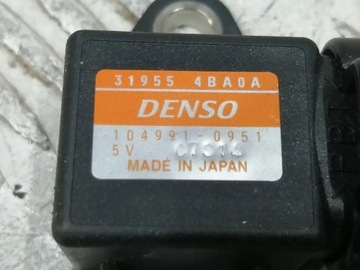 31955 4BA0A
DENSO
104991-0951
5V
MADE IN JAPAN